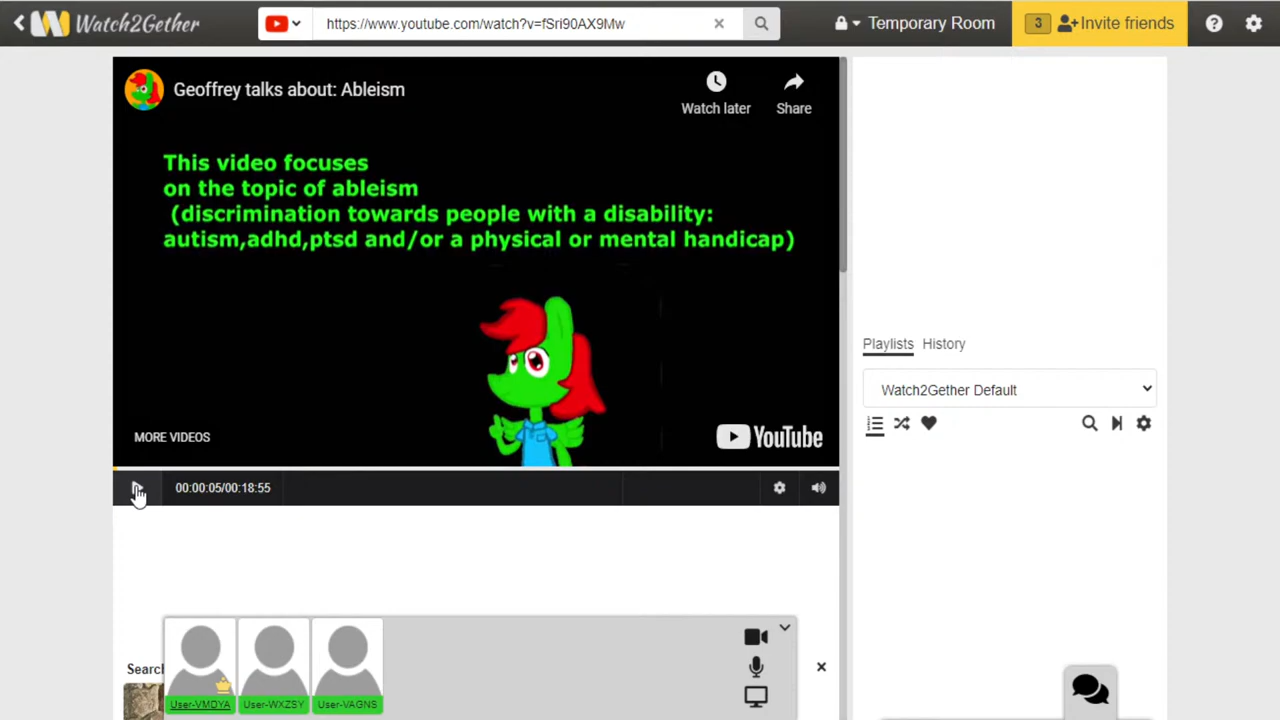 Watch2Gether
https://www.youtube.com/watch?v=fSri90AX9Mw
Temporary Room
3
Invite friends
Geoffrey talks about: Ableism
Watch later
Share
This video focuses
on the topic of ableism
(discrimination towards people with a disability:
autism,adhd,ptsd and/or a physical or mental handicap)
MORE VIDEOS
YouTube
00:00:05/00:18:55
Playlists
History
Watch2Gether Default
Search
User-VMDYA
User-WXZSY
User-VAGNS